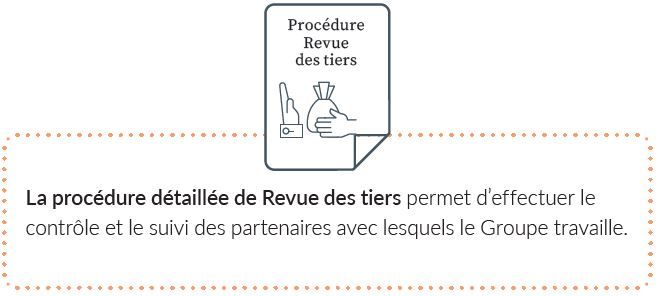 Procédure
Revue
des tiers
La procédure détaillée de Revue des tiers permet d’effectuer le
contrôle et le suivi des partenaires avec lesquels le Groupe travaille.